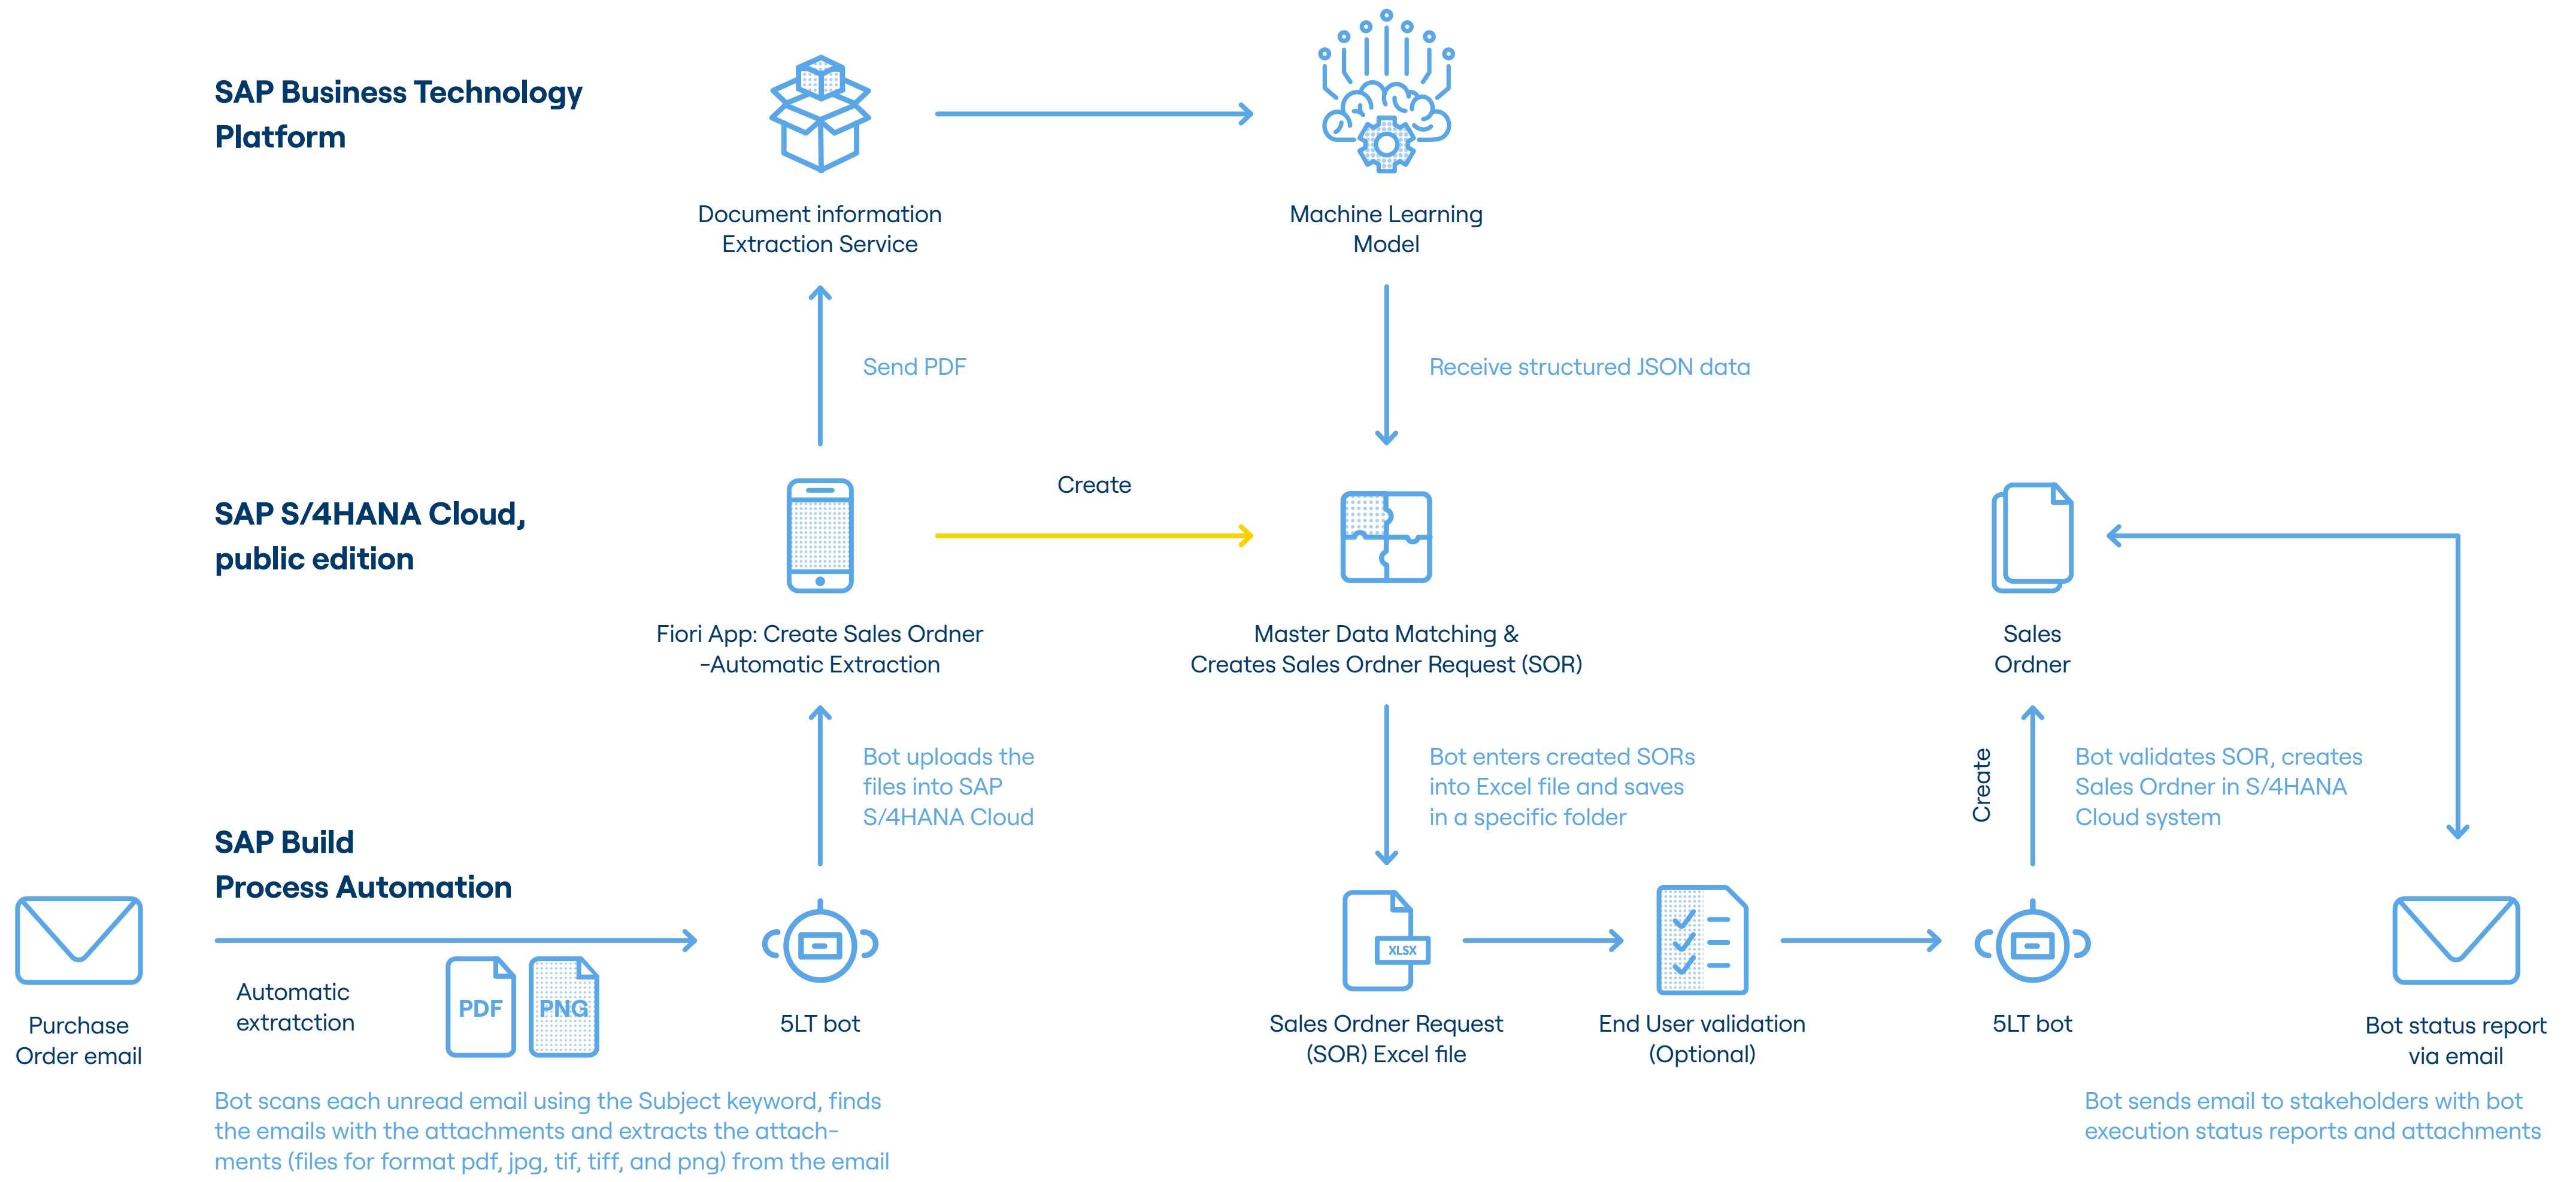 SAP Business Technology
Platform
Document information
Extraction Service
Machine Learning
Model
Send PDF
Receive structured JSON data
SAP S/4HANA Cloud,
public edition
Create
Fiori App: Create Sales Ordner
-Automatic Extraction
Master Data Matching &
Creates Sales Ordner Request (SOR)
Sales
Ordner
Bot uploads the
files into SAP
S/4HANA Cloud
Bot enters created SORs
into Excel file and saves
in a specific folder
Create
Bot validates SOR, creates
Sales Ordner in S/4HANA
Cloud system
SAP Build
Process Automation
Purchase
Order email
Automatic
extratction
PDF
PNG
5LT bot
XLSX
Sales Ordner Request
(SOR) Excel file
End User validation
(Optional)
5LT bot
Bot status report
via email
Bot scans each unread email using the Subject keyword, finds
the emails with the attachments and extracts the attach-
ments (files for format pdf, jpg, tif, tiff, and png) from the email
Bot sends email to stakeholders with bot
execution status reports and attachments